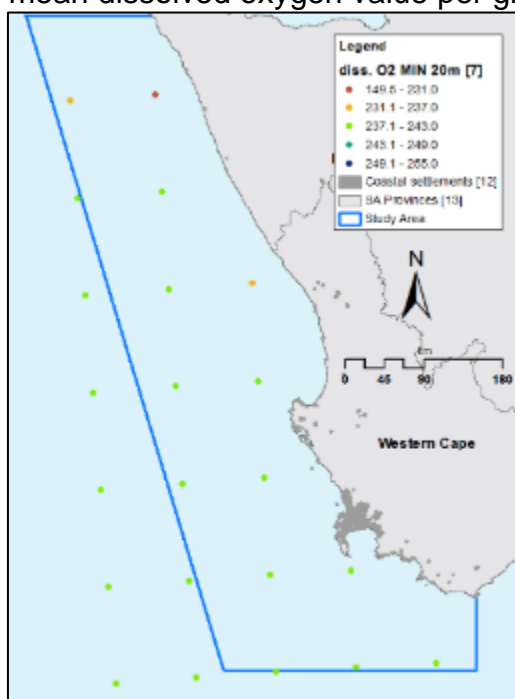 mean dissolved oxygen value per g
Legend
diss. O2 MIN 20m [7]
149.5 - 231.0
231.1 - 237.0
237.1 - 243.0
243.1 - 249.0
249.1 - 255.0
Coastal settlements [12]
SA Provinces [13]
Study Area
N
km
0 45 90 180
Western Cape